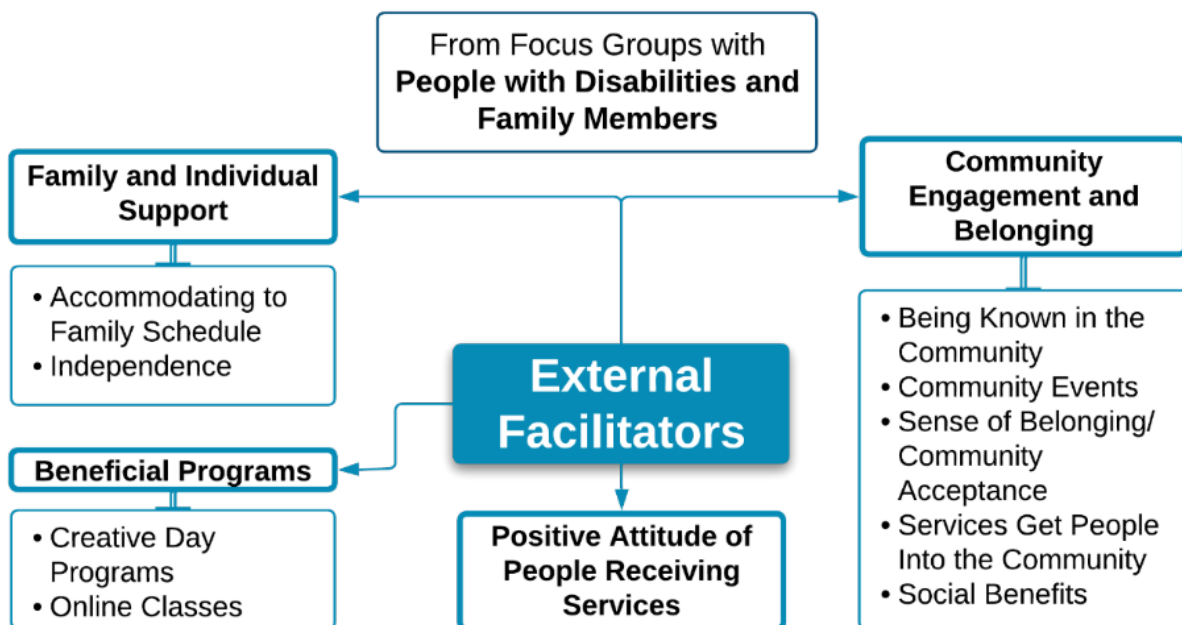 From Focus Groups with
People with Disabilities and
Family Members
Family and Individual
Support
• Accommodating to
Family Schedule
• Independence
Community
Engagement and
Belonging
• Being Known in the
Community
• Community Events
• Sense of Belonging/
Community
Acceptance
• Services Get People
Into the Community
• Social Benefits
External
Facilitators
Beneficial Programs
• Creative Day
Programs
• Online Classes
Positive Attitude of
People Receiving
Services